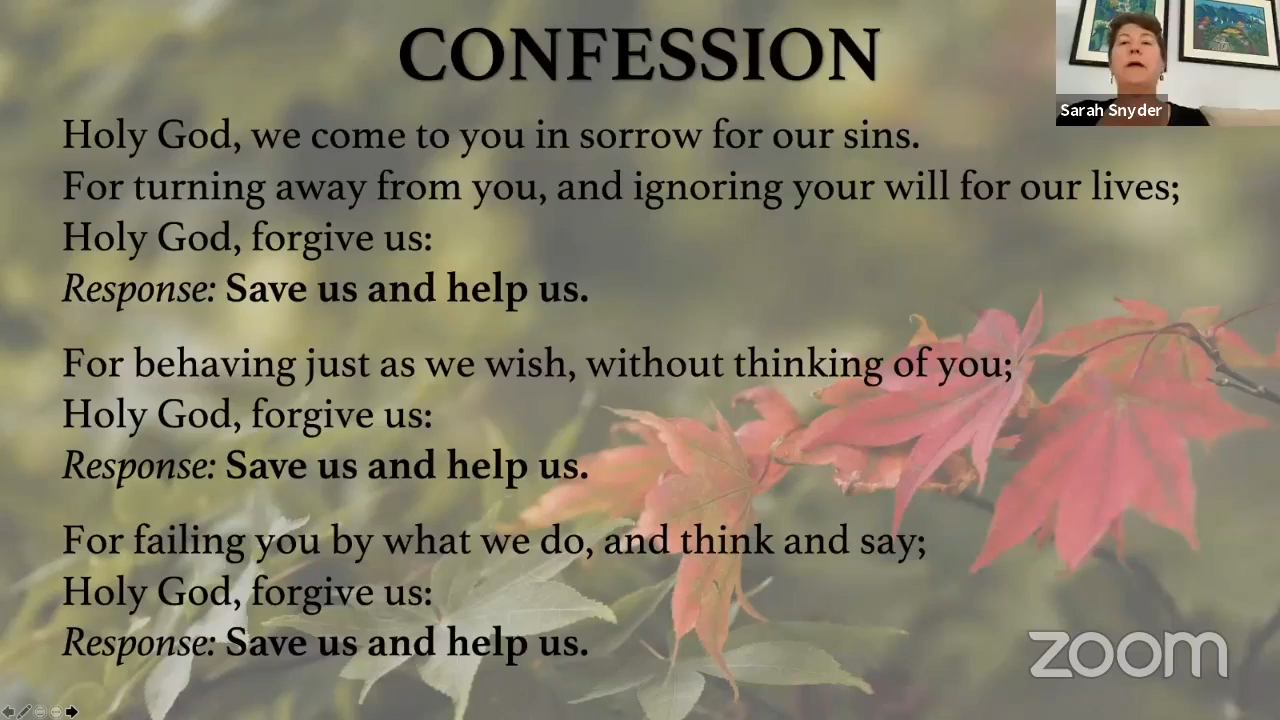 CONFESSION
Sarah Snyder
Holy God, we come to you in sorrow for our sins.
For turning away from you, and ignoring your will for our lives;
Holy God, forgive us:
Response: Save us and help us.
For behaving just as we wish, without thinking of you;
Holy God, forgive us:
Response: Save us and help us.
For failing you by what we do, and think and say;
Holy God, forgive us:
Response: Save us and help us.
zoom